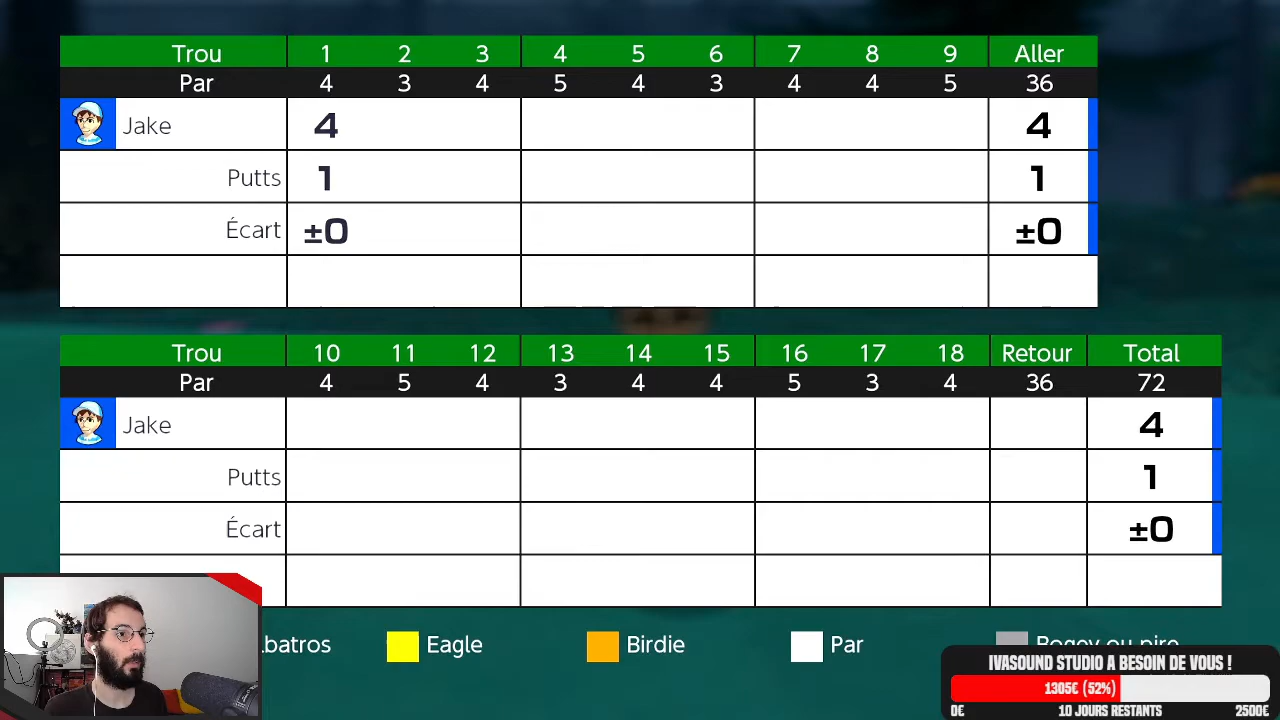 Trou 1 2 3 4 5 6 7 8 9 Aller
Par 4 3 4 5 4 3 4 4 5 36
Jake 4 4
Putts 1 1
Écart ±0 ±0
Trou 10 11 12 13 14 15 16 17 18 Retour Total
Par 4 5 4 3 4 4 5 3 4 36 72
Jake 4
Putts 1
Écart ±0
lbatros Eagle Birdie Par Bogey ou pire
IVASOUND STUDIO A BESOIN DE VOUS !
1305€ (52%)
0€ 10 JOURS RESTANTS 2500€